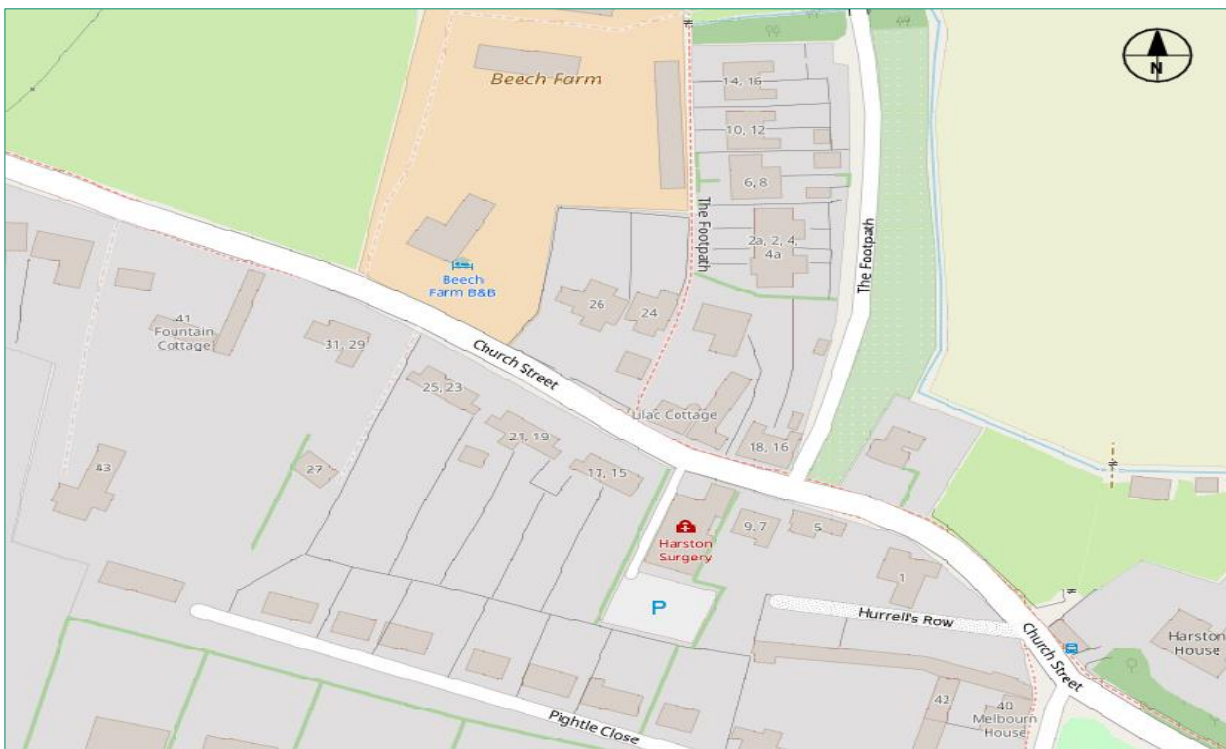 N
Beech Farm
14, 16
10, 12
6, 8
The Footpath
2a, 2, 4,
4a
The Footpath
Beech
Farm B&B
26
24
41
Fountain
Cottage
31, 29
Church Street
25, 23
Lilac Cottage
21, 19
18, 16
43
27
17, 15
Harston
Surgery
9, 7
5
1
P
Hurrell's Row
Harston
House
Church Street
42
40
Melbourn
House
Pightle Close